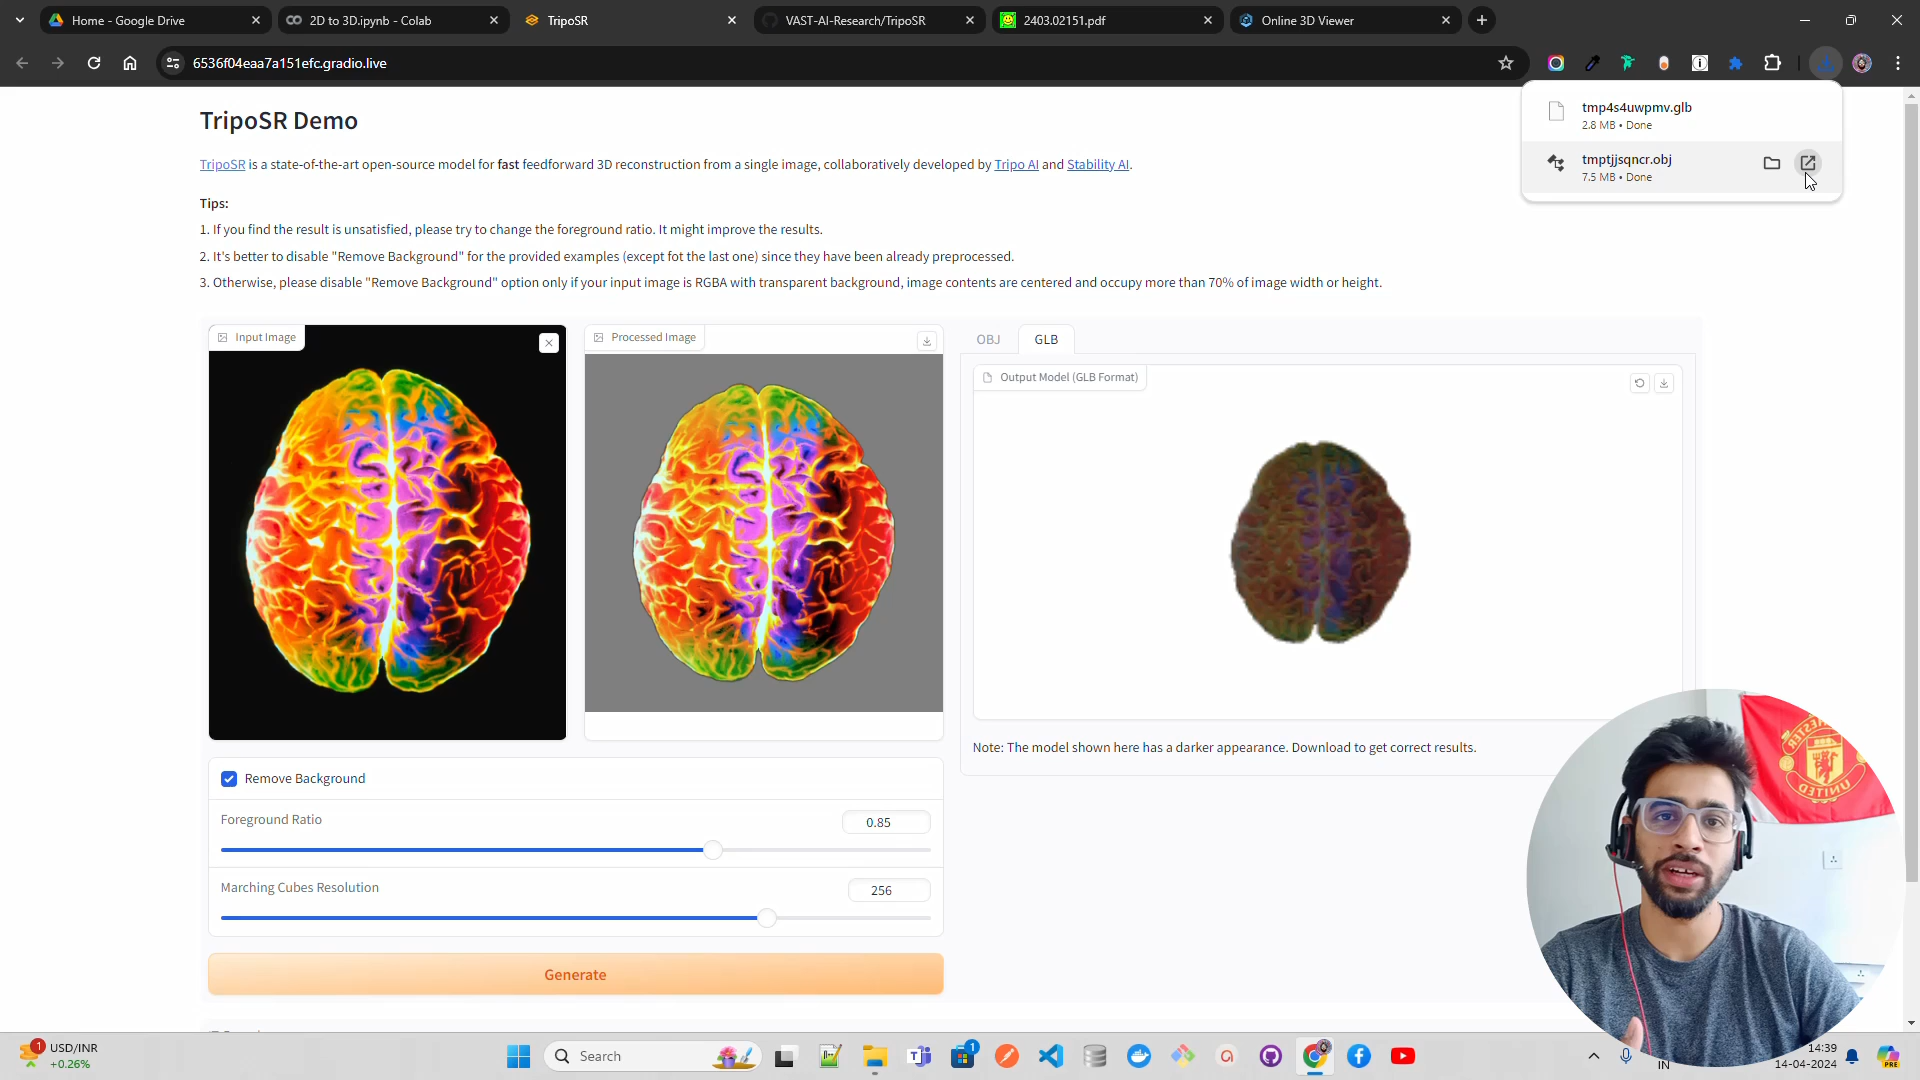 Home - Google Drive
2D to 3D.ipynb - Colab
TripoSR
VAST-AI-Research/TripoSR
2403.02151.pdf
Online 3D Viewer
6536f04eaa7a151efc.gradio.live
tmp4s4uwpmv.glb
2.8 MB • Done
tmptjjsqncr.obj
7.5 MB • Done
TripoSR Demo
TripoSR is a state-of-the-art open-source model for fast feedforward 3D reconstruction from a single image, collaboratively developed by Tripo AI and Stability AI.
Tips:
1. If you find the result is unsatisfied, please try to change the foreground ratio. It might improve the results.
2. It's better to disable "Remove Background" for the provided examples (except fot the last one) since they have been already preprocessed.
3. Otherwise, please disable "Remove Background" option only if your input image is RGBA with transparent background, image contents are centered and occupy more than 70% of image width or height.
Input Image
Processed Image
OBJ
GLB
Output Model (GLB Format)
Note: The model shown here has a darker appearance. Download to get correct results.
Remove Background
Foreground Ratio
0.85
Marching Cubes Resolution
256
Generate
MANCHESTER
UNITED
1
USD/INR
+0.26%
Search
1
IN
14:39
14-04-2024
PRE